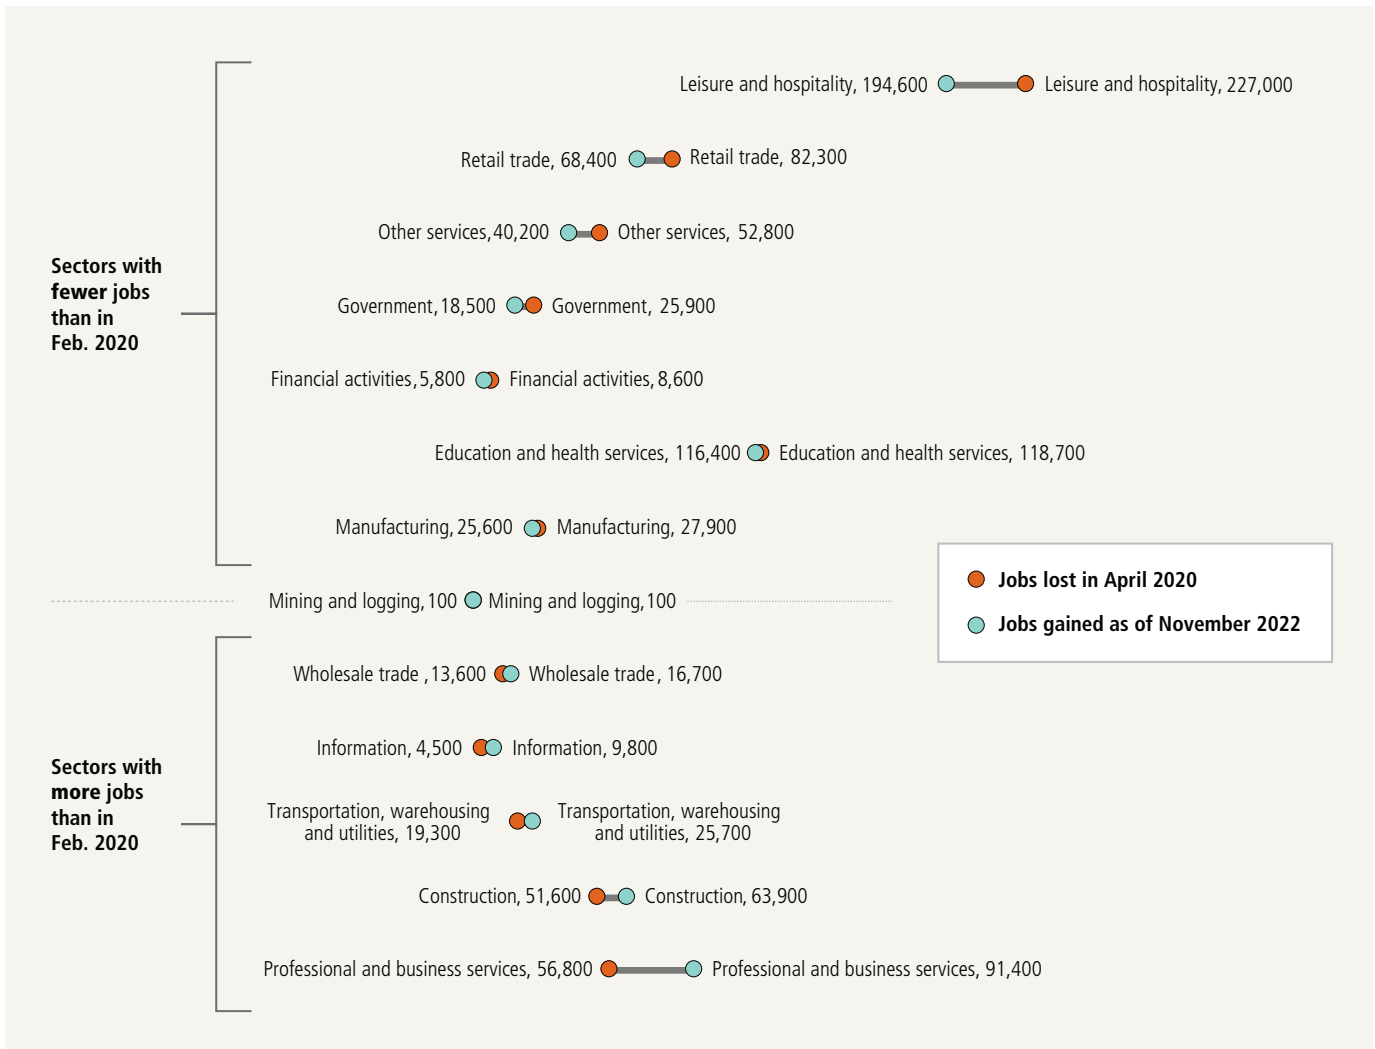 Leisure and hospitality, 194,600 Leisure and hospitality, 227,000
Retail trade, 68,400 Retail trade, 82,300
Other services, 40,200 Other services, 52,800
Sectors with
fewer jobs
than in
Feb. 2020
Government, 18,500 Government, 25,900
Financial activities, 5,800 Financial activities, 8,600
Education and health services, 116,400 Education and health services, 118,700
Manufacturing, 25,600 Manufacturing, 27,900
Jobs lost in April 2020
Jobs gained as of November 2022
Mining and logging, 100 Mining and logging, 100
Wholesale trade , 13,600 Wholesale trade , 16,700
Information, 4,500 Information, 9,800
Sectors with
more jobs
than in
Feb. 2020
Transportation, warehousing
and utilities, 19,300
Transportation, warehousing
and utilities, 25,700
Construction, 51,600 Construction, 63,900
Professional and business services, 56,800 Professional and business services, 91,400